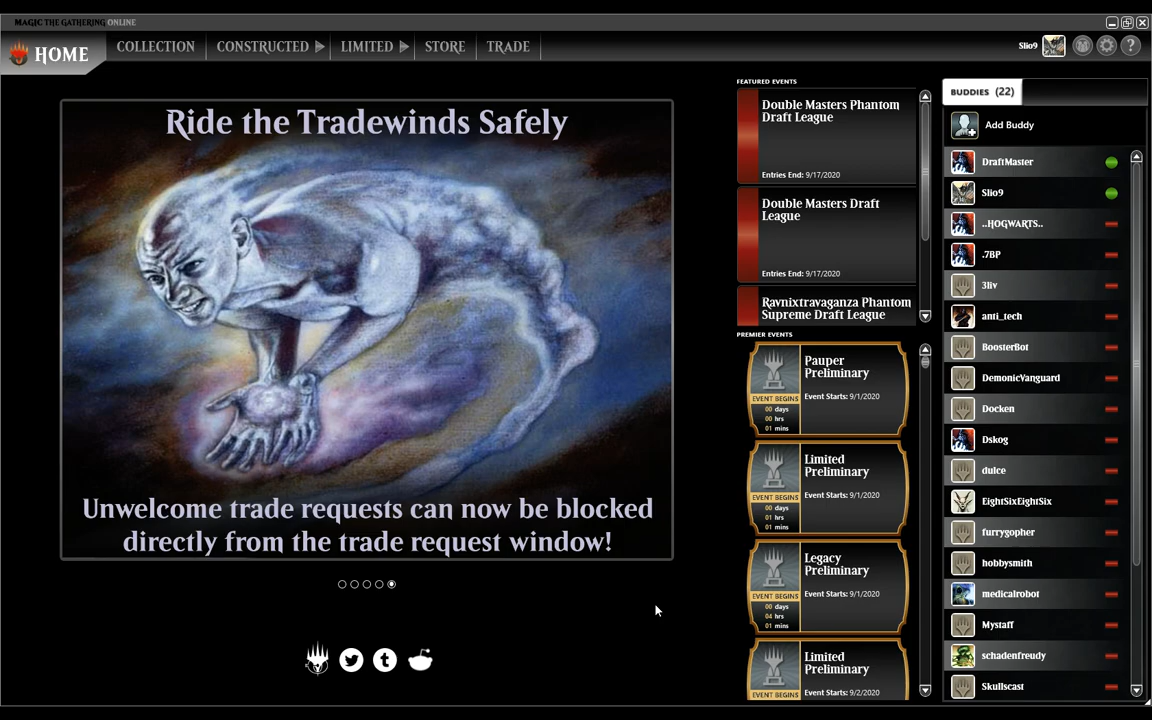 MAGIC THE GATHERING ONLINE
HOME
COLLECTION
CONSTRUCTED
LIMITED
STORE
TRADE
Slio9
?
Ride the Tradewinds Safely
Unwelcome trade requests can now be blocked
directly from the trade request window!
FEATURED EVENTS
Double Masters Phantom
Draft League
Entries End: 9/17/2020
Double Masters Draft
League
Entries End: 9/17/2020
Ravnixtravaganza Phantom
Supreme Draft League
PREMIER EVENTS
Pauper
Preliminary
Event Starts: 9/1/2020
EVENT BEGINS
00 days
00 hrs
01 mins
Limited
Preliminary
Event Starts: 9/1/2020
EVENT BEGINS
00 days
01 hrs
01 mins
Legacy
Preliminary
Event Starts: 9/1/2020
EVENT BEGINS
00 days
04 hrs
01 mins
Limited
Preliminary
Event Starts: 9/2/2020
EVENT BEGINS
BUDDIES (22)
Add Buddy
DraftMaster
Slio9
..HOGWARTS..
.7BP
3liv
anti_tech
BoosterBot
DemonicVanguard
Docken
Dskog
dulce
EightSixEightSix
furrygopher
hobbysmith
medicalrobot
Mystaff
schadenfreudy
Skullscast